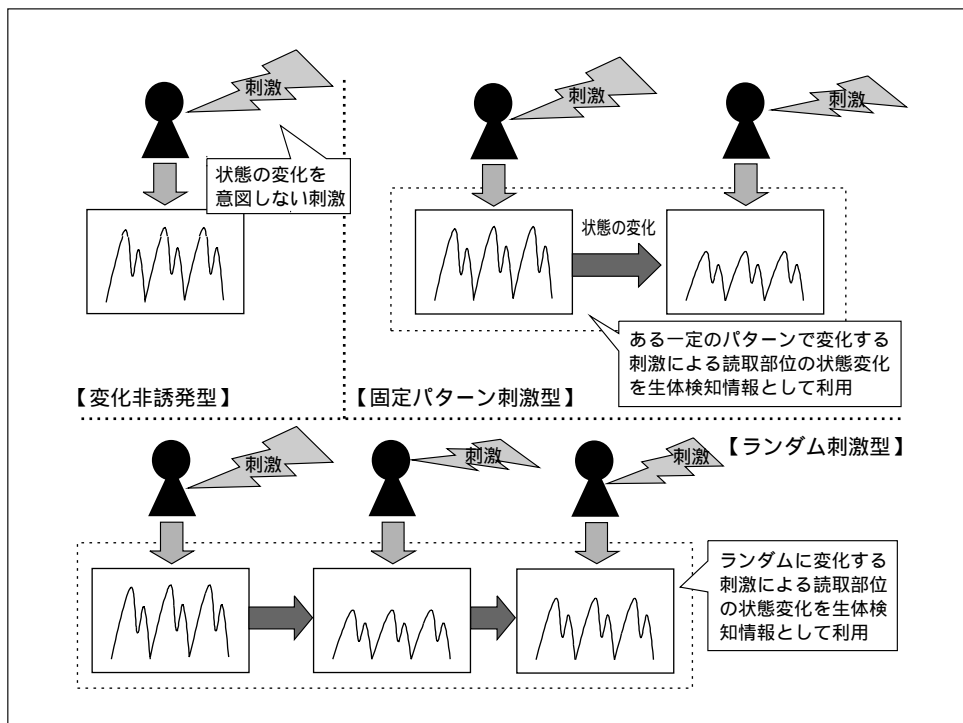 刺激
状態の変化を
意図しない刺激
【変化非誘発型】
刺激
刺激
状態の変化
ある一定のパターンで変化する
刺激による読取部位の状態変化
を生体検知情報として利用
【固定パターン刺激型】
【ランダム刺激型】
刺激
刺激
刺激
ランダムに変化する
刺激による読取部位
の状態変化を生体検
知情報として利用